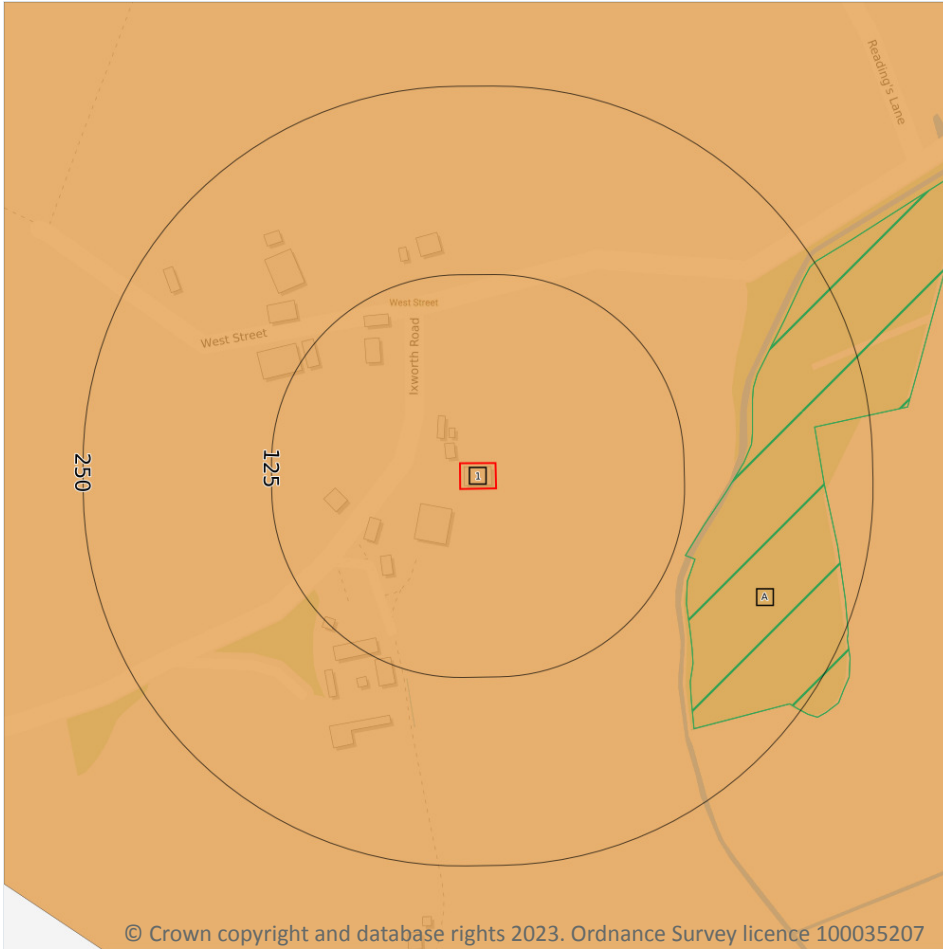 Reading's Lane
West Street
West Street
Ixworth Road
250
125
1
A
© Crown copyright and database rights 2023. Ordnance Survey licence 100035207